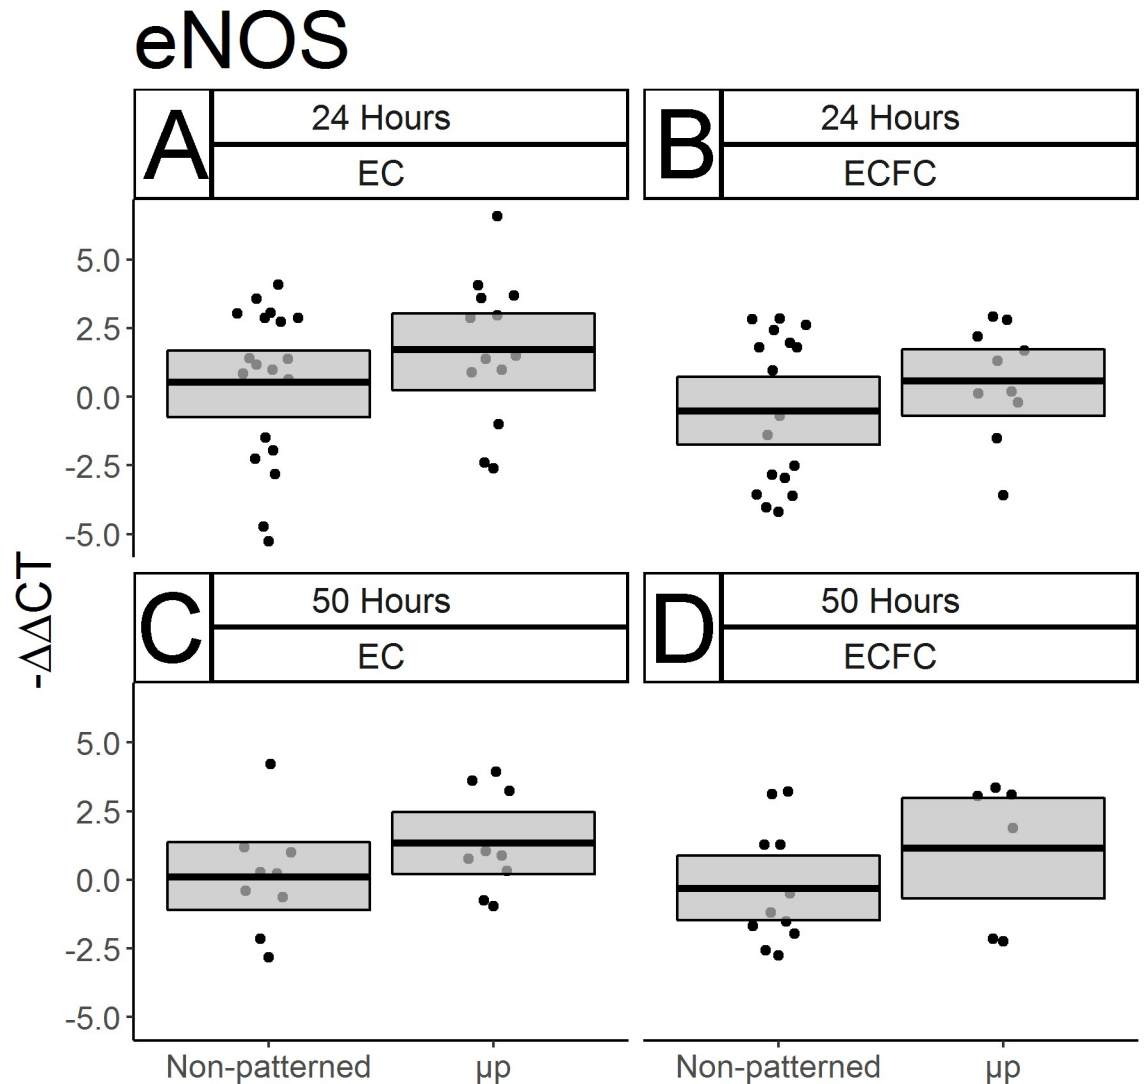 eNOS
A
24 Hours
EC
B
24 Hours
ECFC
5.0
2.5
0.0
-2.5
-5.0
-ΔΔCT
C
50 Hours
EC
D
50 Hours
ECFC
5.0
2.5
0.0
-2.5
-5.0
Non-patterned
μp
Non-patterned
μp